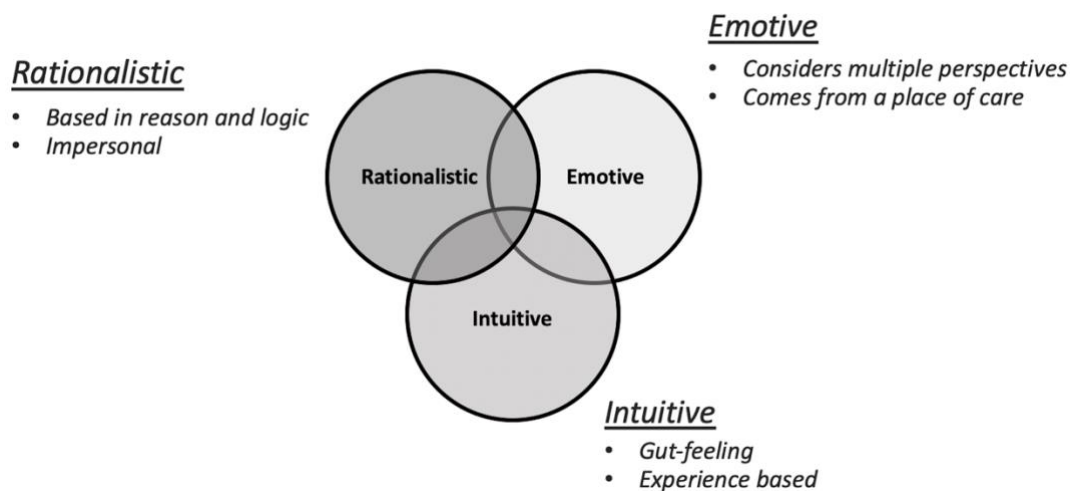 Emotive
• Considers multiple perspectives
• Comes from a place of care
Rationalistic
• Based in reason and logic
• Impersonal
Rationalistic
Emotive
Intuitive
Intuitive
• Gut-feeling
• Experience based